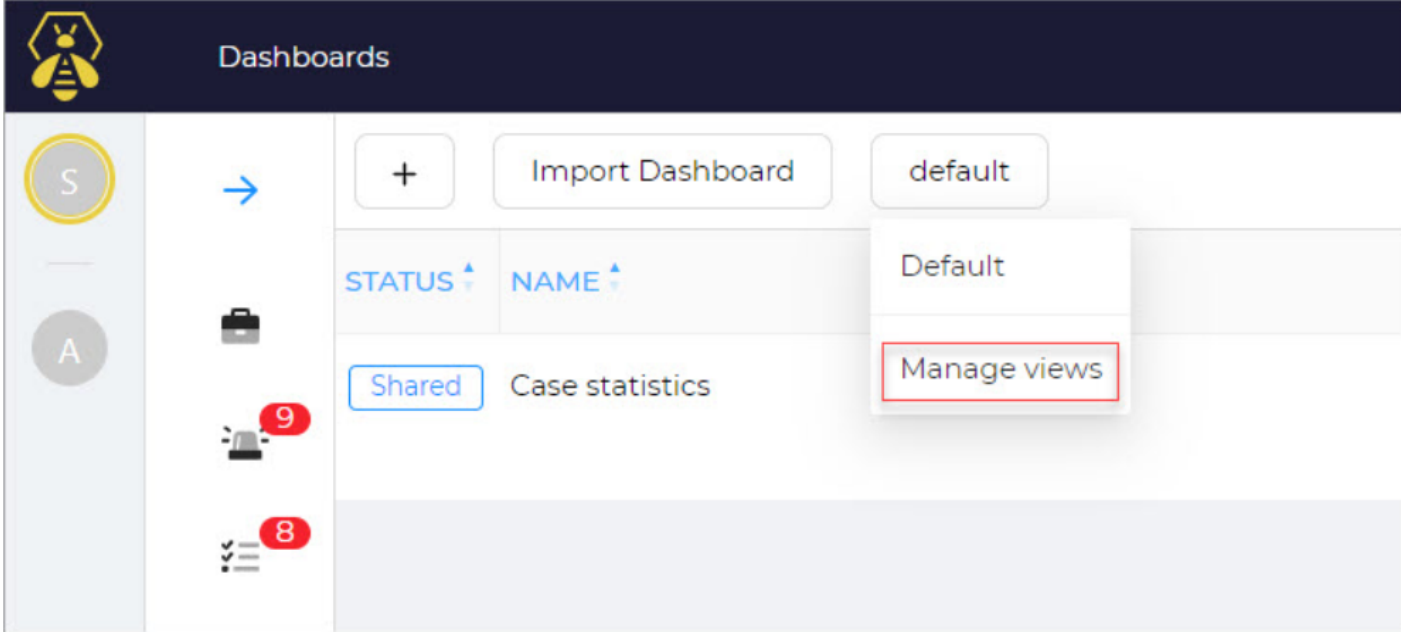 Dashboards
S
A
+ Import Dashboard default
STATUS NAME
Default
Manage views
Shared Case statistics
9
8